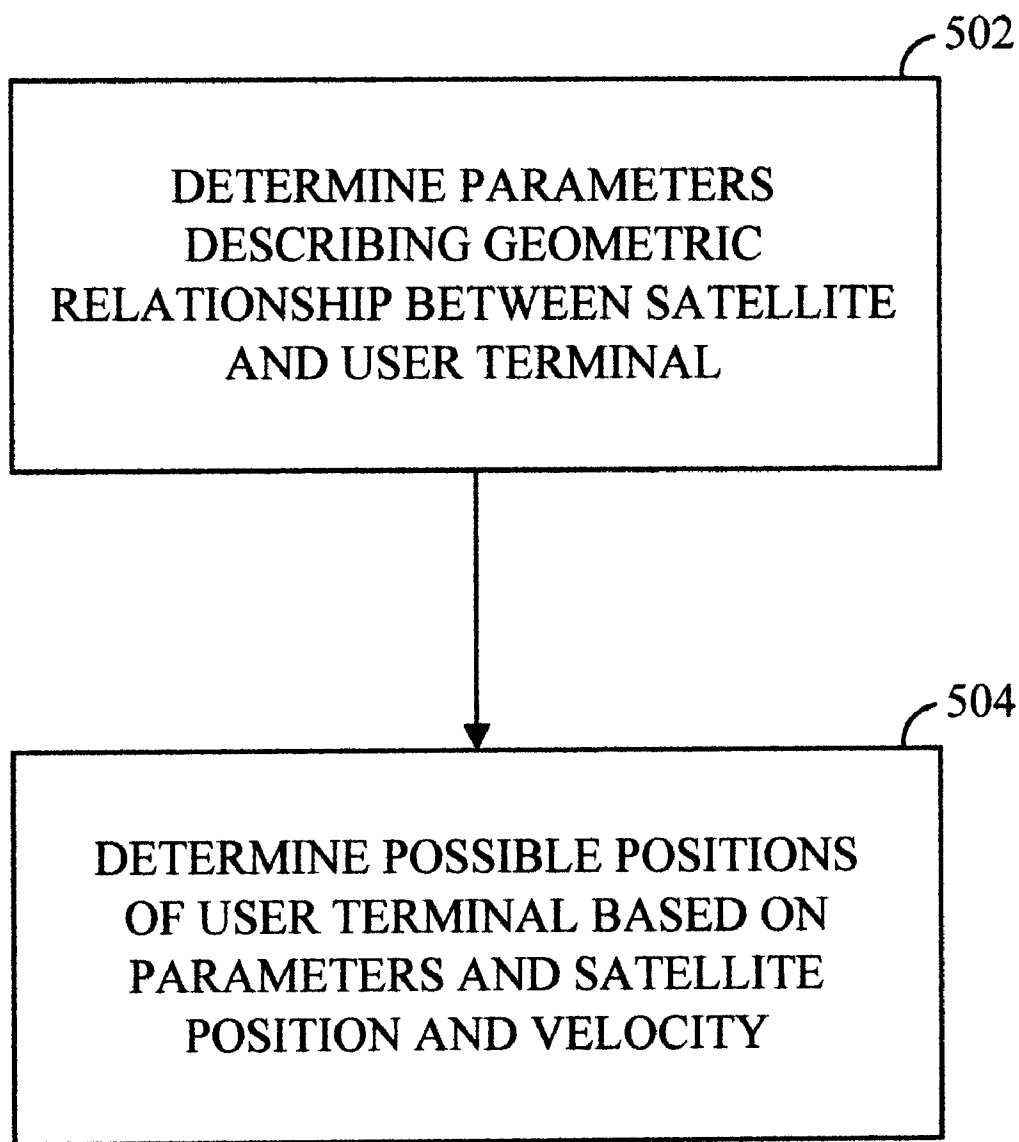 502
DETERMINE PARAMETERS
DESCRIBING GEOMETRIC
RELATIONSHIP BETWEEN SATELLITE
AND USER TERMINAL
504
DETERMINE POSSIBLE POSITIONS
OF USER TERMINAL BASED ON
PARAMETERS AND SATELLITE
POSITION AND VELOCITY